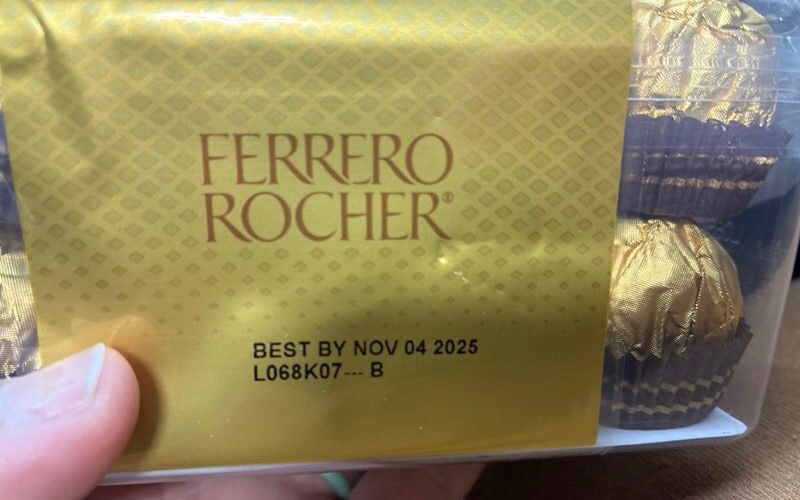 FERRERO
ROCHER®
BEST BY NOV 04 2025
L068K07--- B